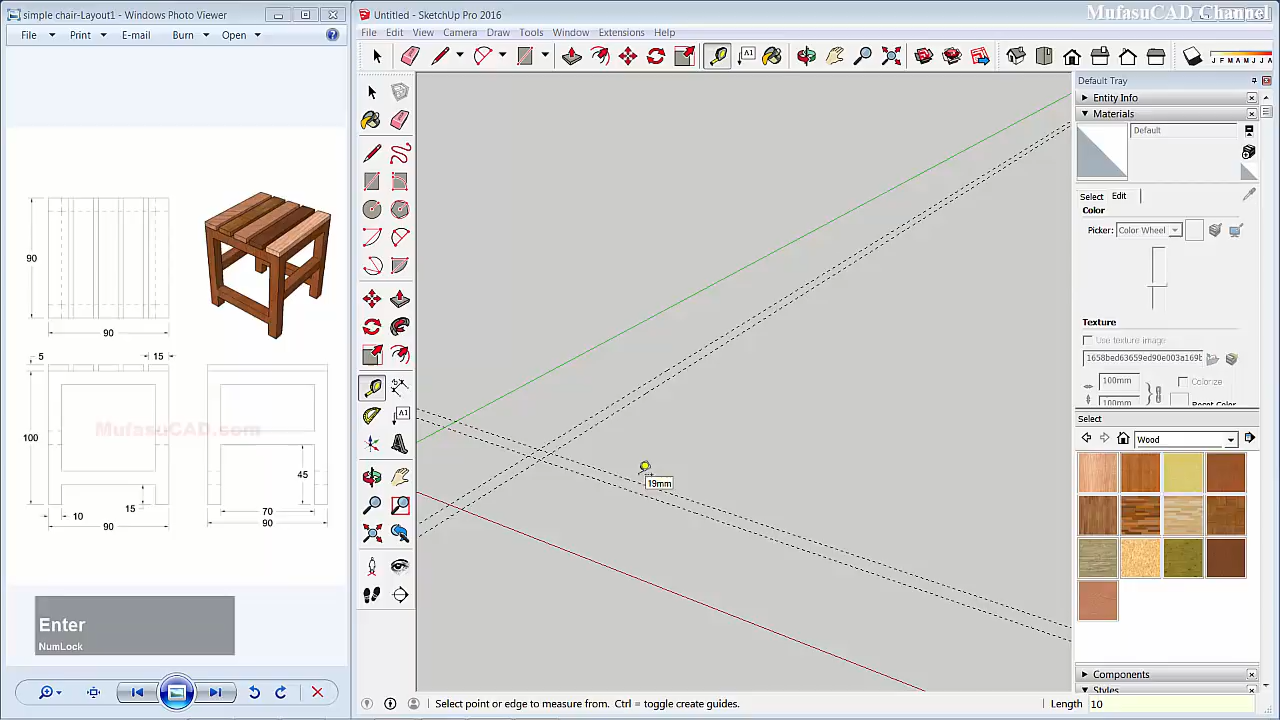 simple chair-Layout1 - Windows Photo Viewer
File Print E-mail Burn Open
90
90
5
15
100
MufasuCAD.com
45
15
10
90
70
90
Enter
NumLock
Untitled - SketchUp Pro 2016
MufasuCAD Channel
File Edit View Camera Draw Tools Window Extensions Help
A1
J F M A M J J A
A1
19mm
Select point or edge to measure from. Ctrl = toggle create guides.
Length 10
Default Tray
Entity Info
Materials
Default
Select Edit
Color
Picker: Color Wheel
Texture
Use texture image
100mm
Colorize
100mm
Reset Color
Select
Wood
Components
Styles